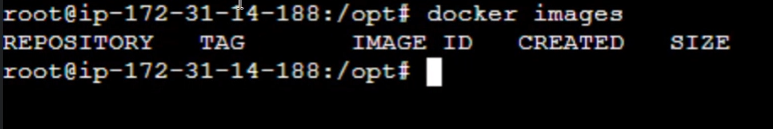 root@ip-172-31-14-188:/opt# docker images
REPOSITORY   TAG       IMAGE ID   CREATED   SIZE
root@ip-172-31-14-188:/opt#